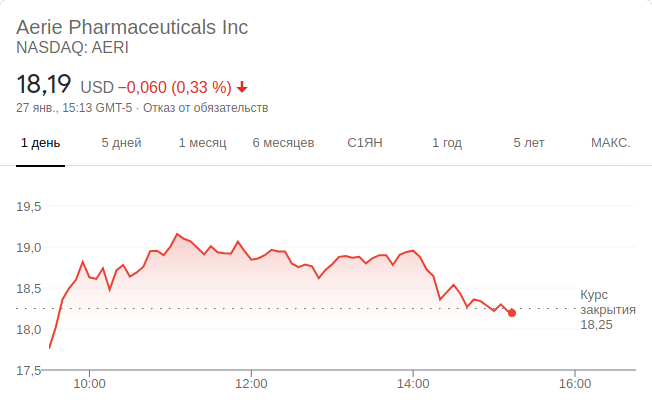 Aerie Pharmaceuticals Inc
NASDAQ: AERI
18,19 USD −0,060 (0,33 %)
27 янв., 15:13 GMT-5 · Отказ от обязательств
1 день 5 дней 1 месяц 6 месяцев С1ЯН 1 год 5 лет МАКС.
19,5
19,0
18,5
18,0
17,5
Курс
закрытия
18,25
10:00 12:00 14:00 16:00